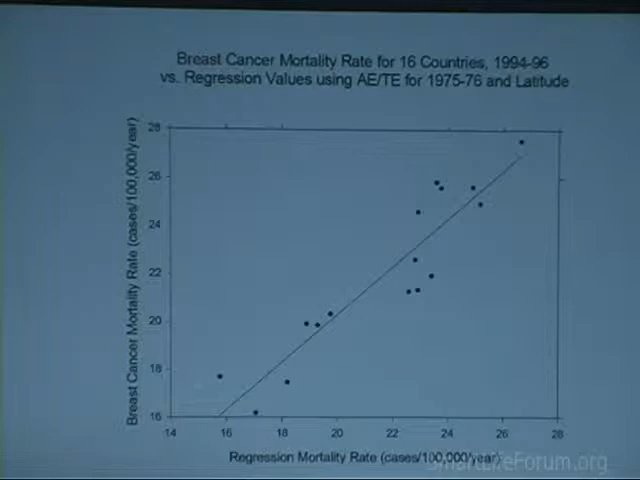 Breast Cancer Mortality Rate for 16 Countries, 1994-96
vs. Regression Values using AE/TE for 1975-76 and Latitude
Breast Cancer Mortality Rate (cases/100,000/year)
28
26
24
22
20
18
16
14 16 18 20 22 24 26 28
Regression Mortality Rate (cases/100,000/year)
SmartLifeForum.org